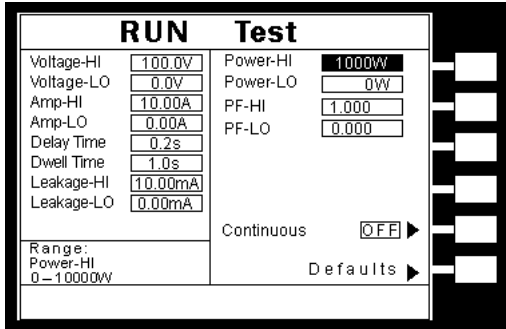 RUN Test
Voltage-HI 100.0V
Voltage-LO 0.0V
Amp-HI 10.00A
Amp-LO 0.00A
Delay Time 0.2s
Dwell Time 1.0s
Leakage-HI 10.00mA
Leakage-LO 0.00mA
Range:
Power-HI
0-10000W
Power-HI 1000W
Power-LO 0W
PF-HI 1.000
PF-LO 0.000
Continuous OFF
Defaults